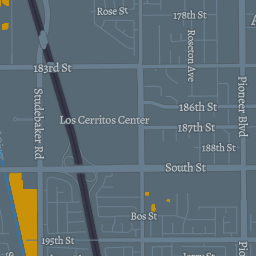 Rose St
178th St
Roseton Ave
183rd St
Studebaker Rd
Los Cerritos Center
186th St
Pioneer Blvd
187th St
188th St
South St
Bos St
195th St